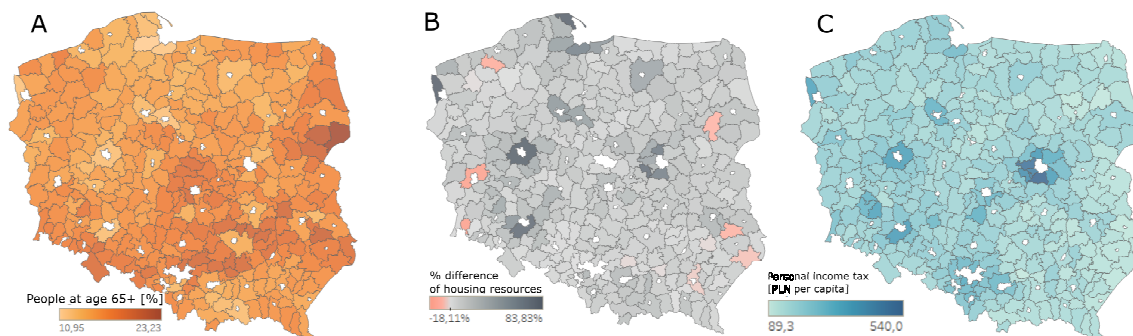 A
B
C
People at age 65+ [%]
10,95 23,23
% difference
of housing resources
-18,11% 83,83%
Personal income tax
[PLN per capita]
89,3 540,0